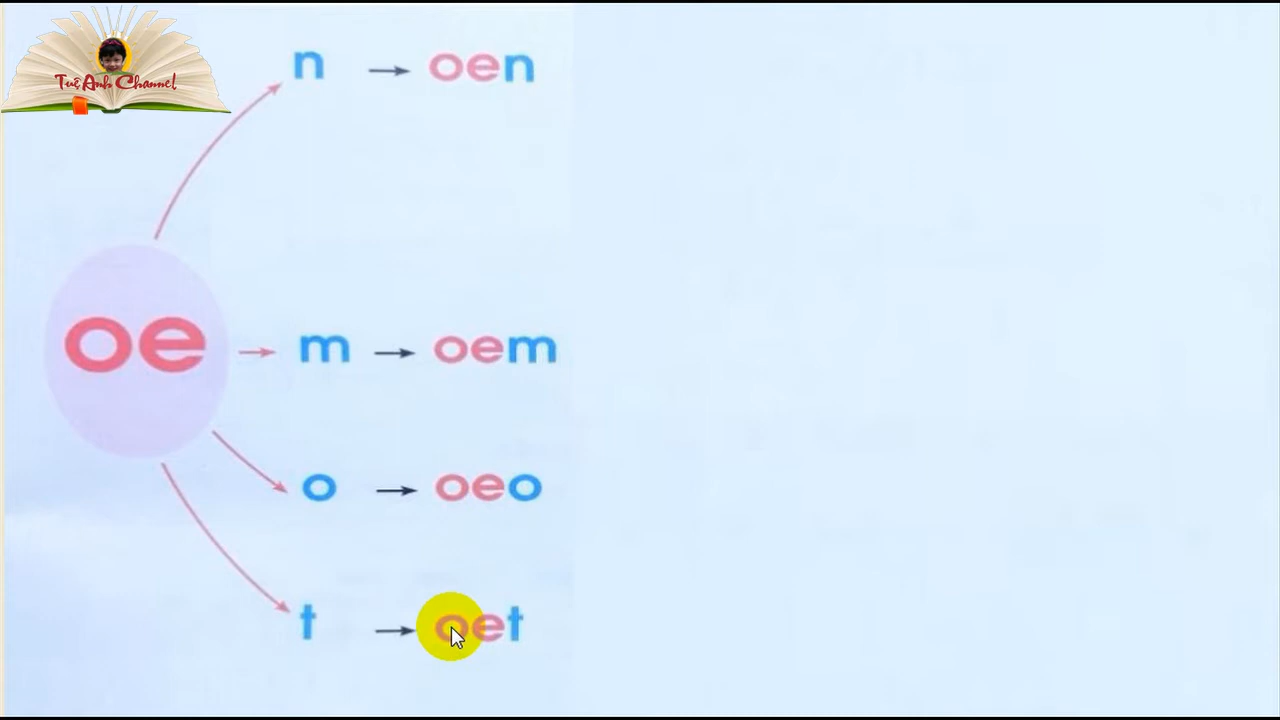 Tuệ Anh Channel
n → oen
oe → m → oem
o → oeo
t → oet